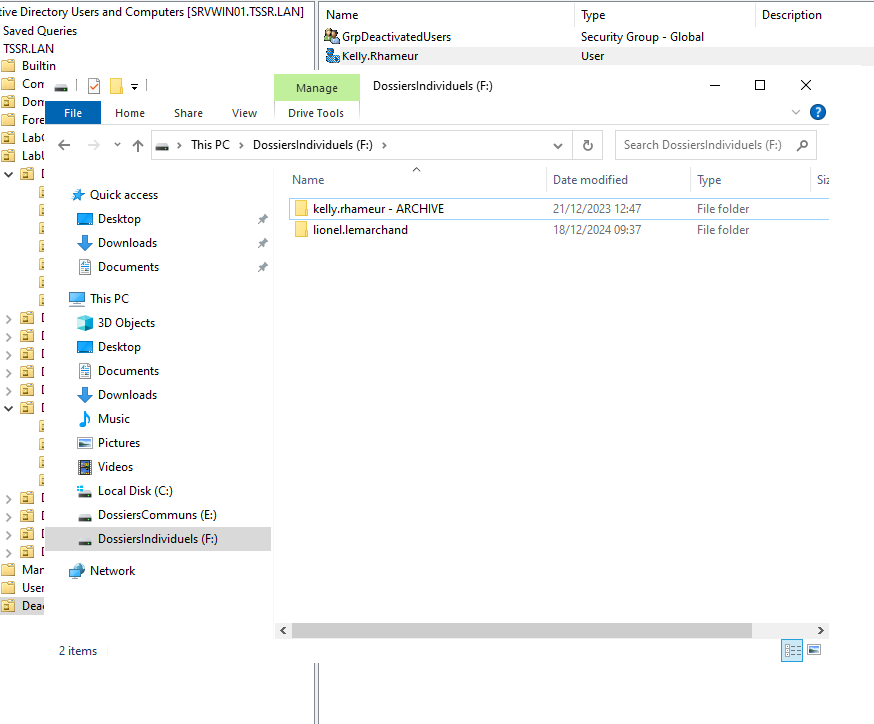 tive Directory Users and Computers [SRVWIN01.TSSR.LAN]
Saved Queries
TSSR.LAN
Builtin
Com
Dom
Fore
LabC
LabU
D
D
D
D
D
D
D
D
D
D
D
D
Man
User
Deac
Name Type Description
GrpDeactivatedUsers Security Group - Global
Kelly.Rhameur User
Manage DossiersIndividuels (F:)
File Home Share View Drive Tools
This PC DossiersIndividuels (F:) Search DossiersIndividuels (F:)
Quick access
Desktop
Downloads
Documents
This PC
3D Objects
Desktop
Documents
Downloads
Music
Pictures
Videos
Local Disk (C:)
DossiersCommuns (E:)
DossiersIndividuels (F:)
Network
Name Date modified Type Siz
kelly.rhameur - ARCHIVE 21/12/2023 12:47 File folder
lionel.lemarchand 18/12/2024 09:37 File folder
2 items